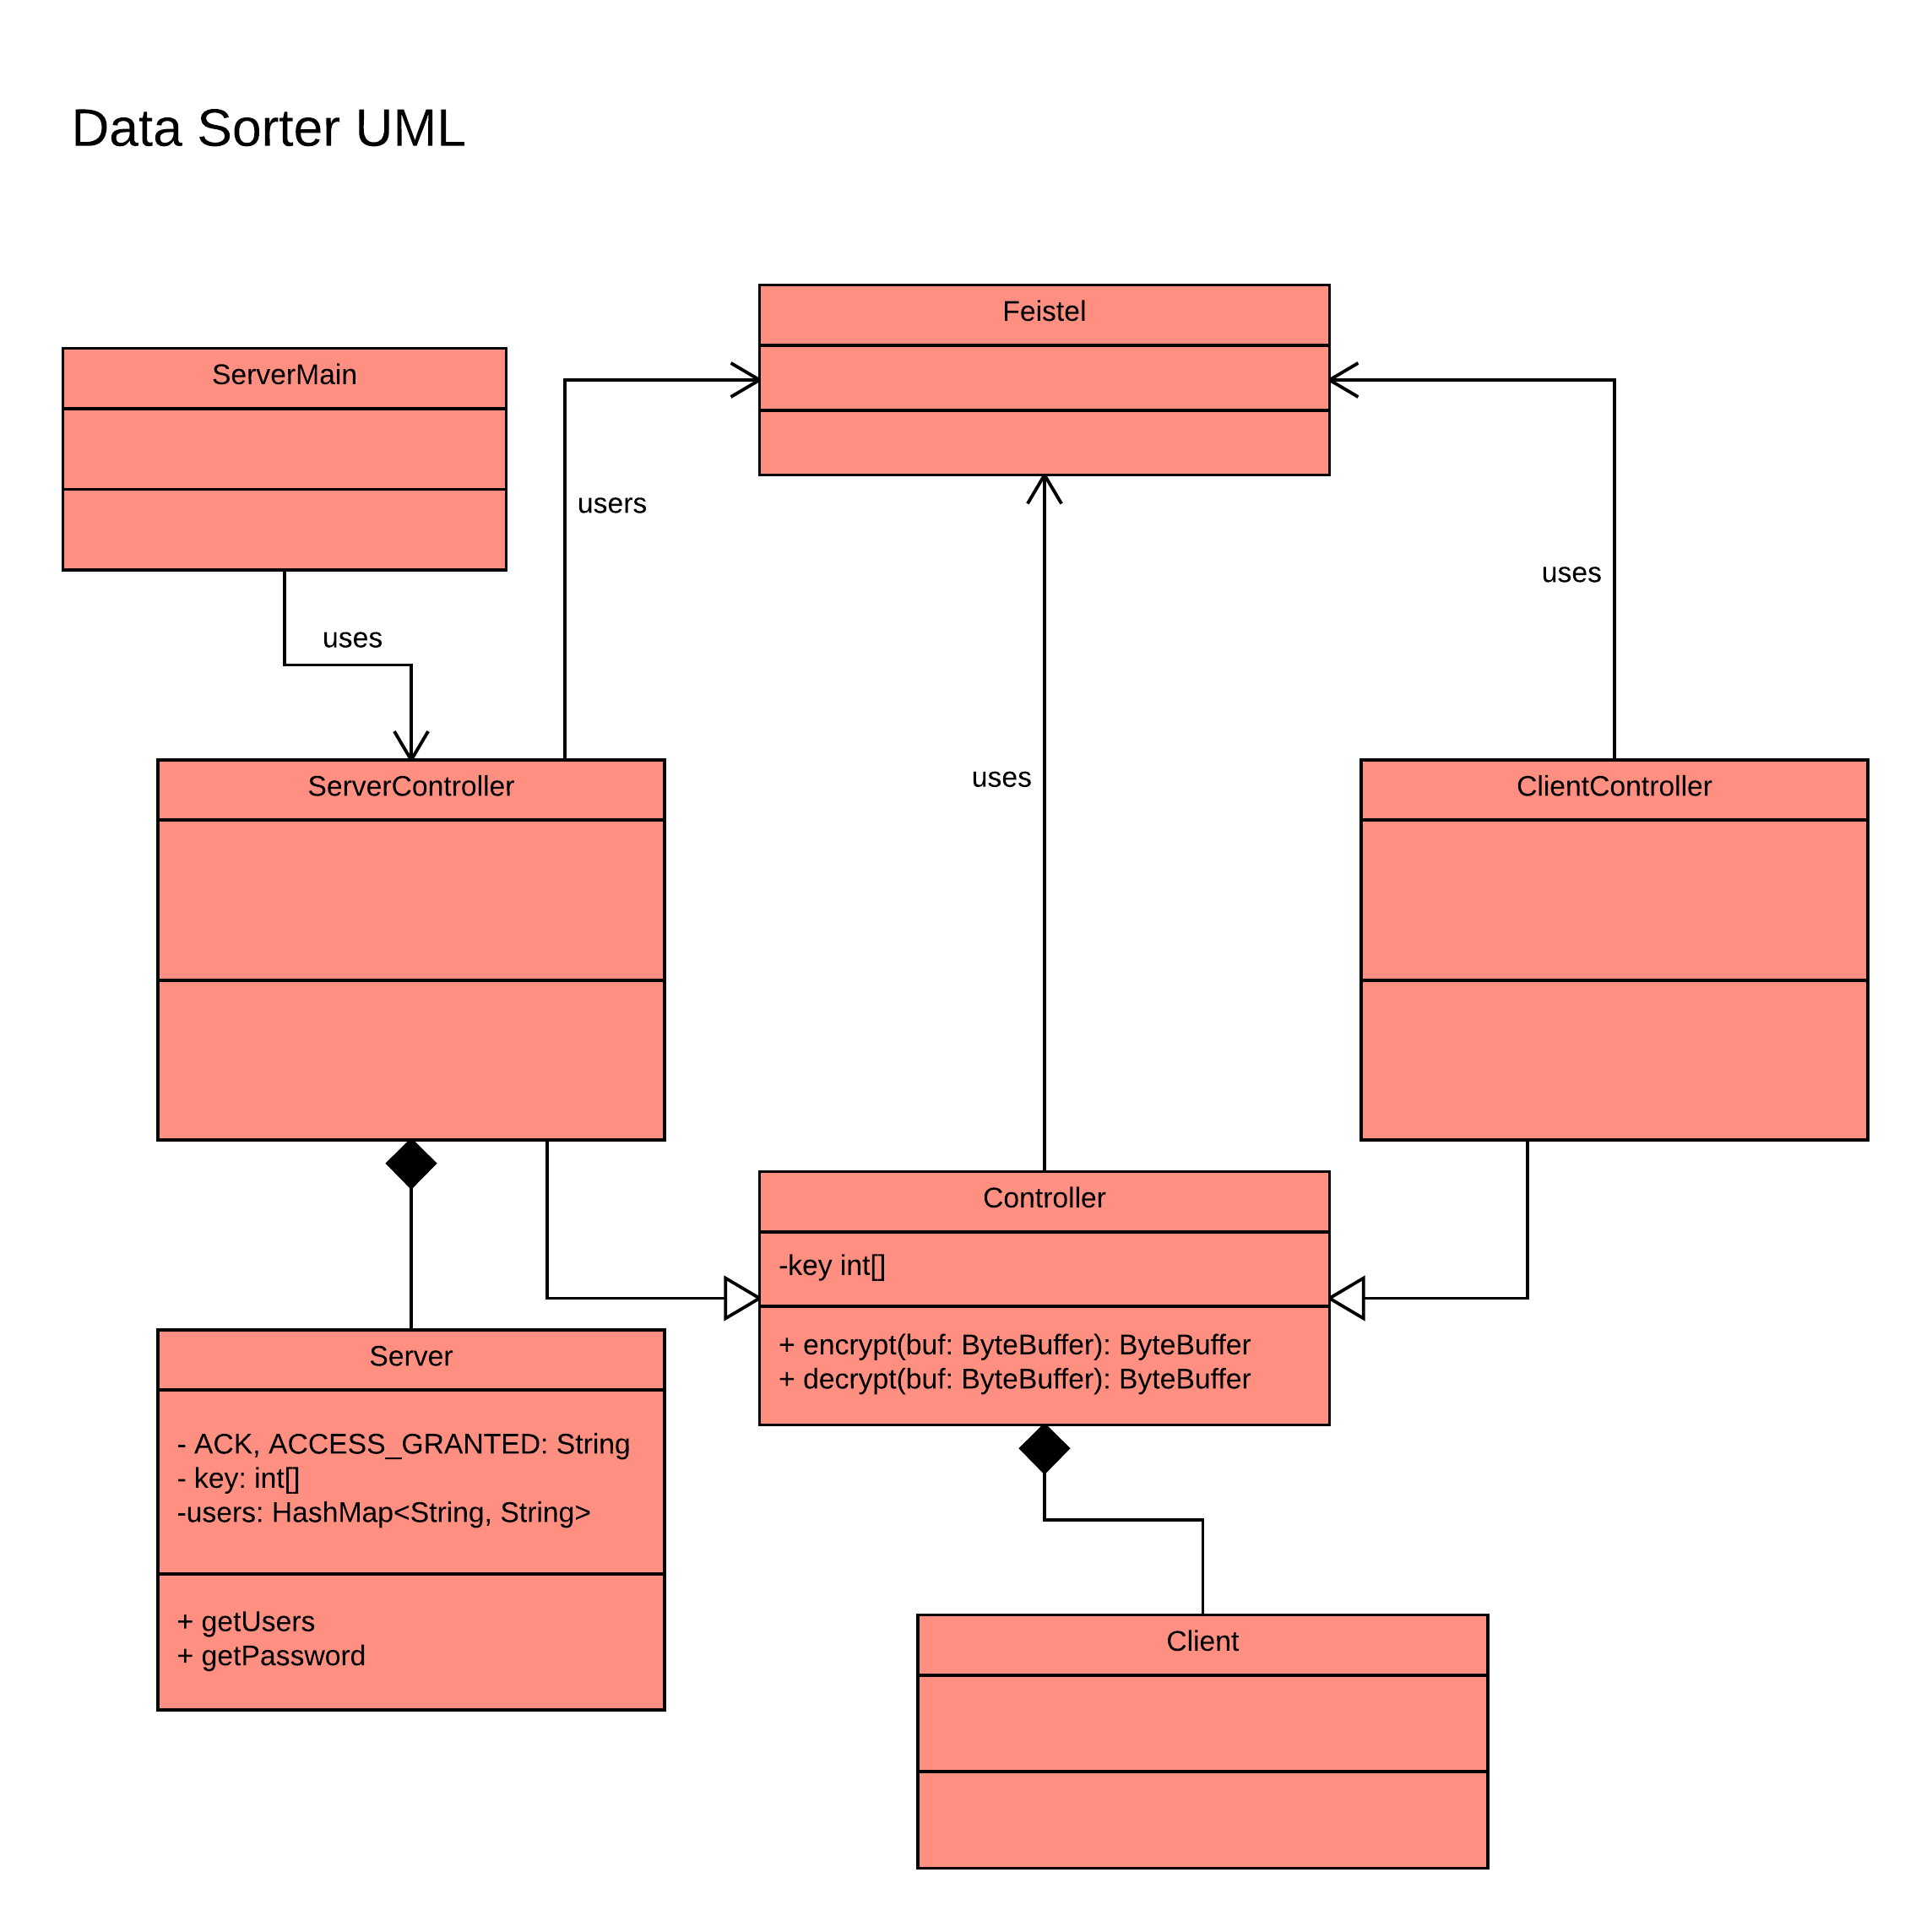 Data Sorter UML
Feistel
ServerMain
users
uses
uses
uses
ServerController
ClientController
Controller
-key int[]
+ encrypt(buf: ByteBuffer): ByteBuffer
+ decrypt(buf: ByteBuffer): ByteBuffer
Server
- ACK, ACCESS_GRANTED: String
- key: int[]
-users: HashMap<String, String>
+ getUsers
+ getPassword
Client